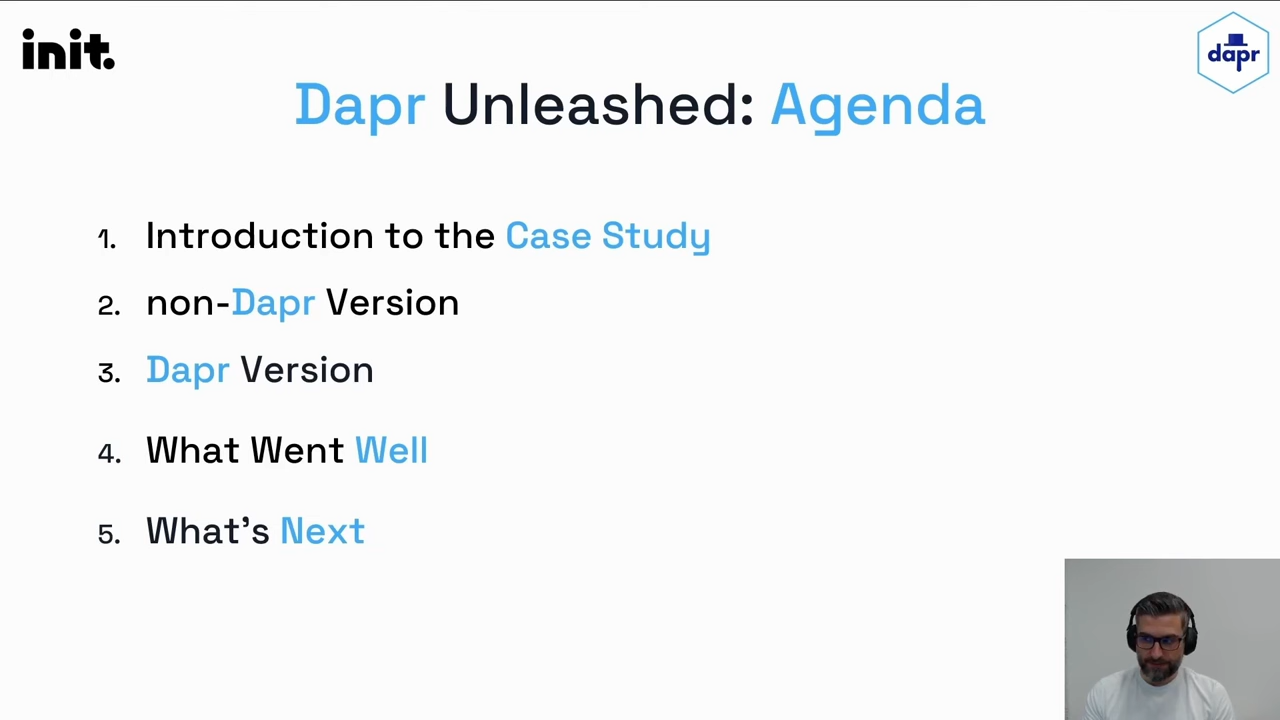 init.
dapr
Dapr Unleashed: Agenda
1. Introduction to the Case Study
2. non-Dapr Version
3. Dapr Version
4. What Went Well
5. What’s Next